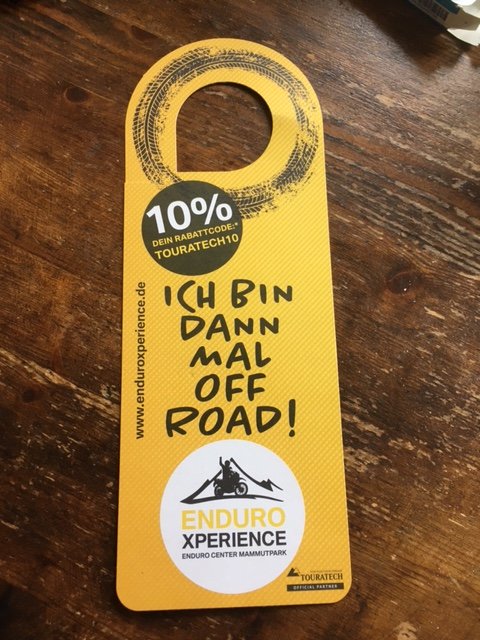 10%
DEIN RABATTCODE:*
TOURATECH10
www.enduroxperience.de
ICH BIN
DANN
MAL
OFF
ROAD!
ENDURO
XPERIENCE
ENDURO CENTER MAMMUTPARK
TOURATECH
OFFICIAL PARTNER